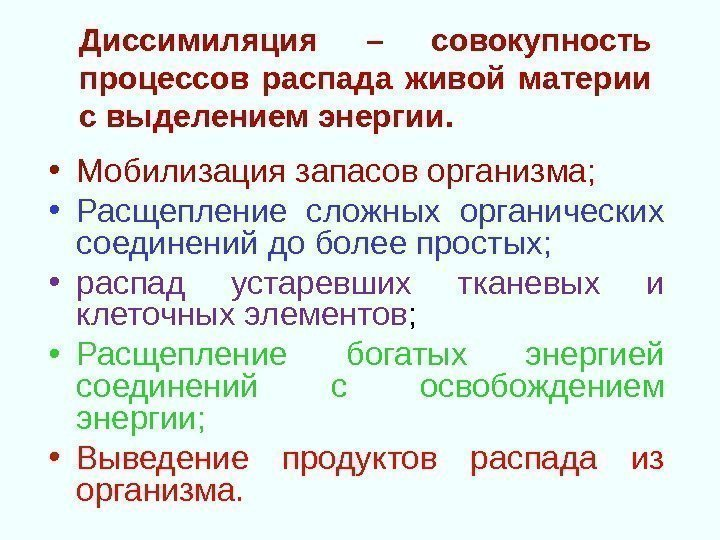 Диссимиляция – совокупность
процессов распада живой материи
с выделением энергии.
• Мобилизация запасов организма;
• Расщепление сложных органических
соединений до более простых;
• распад устаревших тканевых и
клеточных элементов;
• Расщепление богатых энергией
соединений с освобождением
энергии;
• Выведение продуктов распада из
организма.